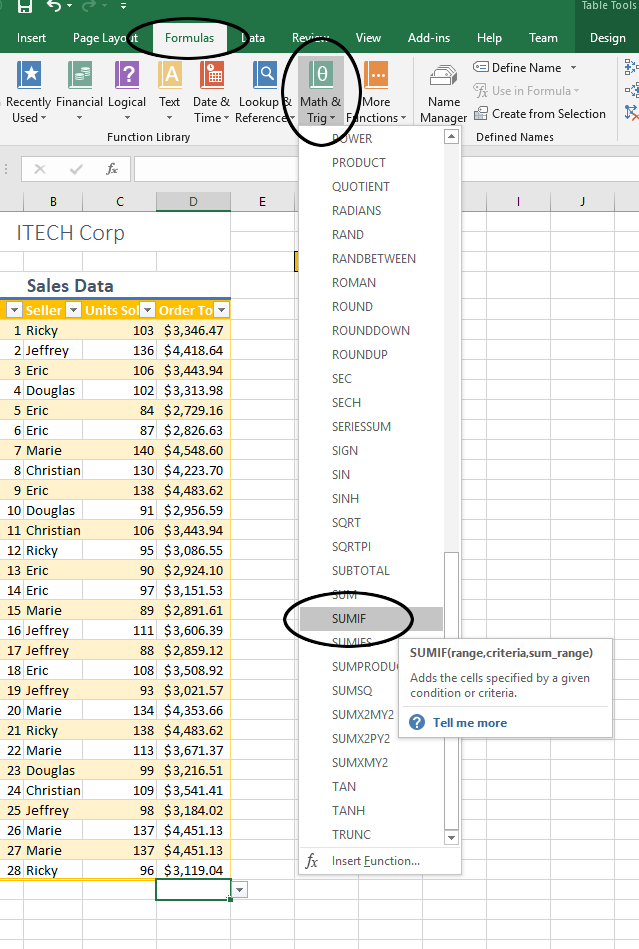 Table Tools
Insert Page Layout Formulas Data Review View Add-ins Help Team Design
Recently Used Financial Logical Text Date & Time Lookup & Reference Math & Trig More Functions Name Manager
Define Name
Use in Formula
Create from Selection
Function Library Defined Names
fx
B C D E I J
ITECH Corp
Sales Data
Seller Units Sol Order To
1 Ricky 103 $3,346.47
2 Jeffrey 136 $4,418.64
3 Eric 106 $3,443.94
4 Douglas 102 $3,313.98
5 Eric 84 $2,729.16
6 Eric 87 $2,826.63
7 Marie 140 $4,548.60
8 Christian 130 $4,223.70
9 Eric 138 $4,483.62
10 Douglas 91 $2,956.59
11 Christian 106 $3,443.94
12 Ricky 95 $3,086.55
13 Eric 90 $2,924.10
14 Eric 97 $3,151.53
15 Marie 89 $2,891.61
16 Jeffrey 111 $3,606.39
17 Jeffrey 88 $2,859.12
18 Eric 108 $3,508.92
19 Jeffrey 93 $3,021.57
20 Marie 134 $4,353.66
21 Ricky 138 $4,483.62
22 Marie 113 $3,671.37
23 Douglas 99 $3,216.51
24 Christian 109 $3,541.41
25 Jeffrey 98 $3,184.02
26 Marie 137 $4,451.13
27 Marie 137 $4,451.13
28 Ricky 96 $3,119.04
POWER
PRODUCT
QUOTIENT
RADIANS
RAND
RANDBETWEEN
ROMAN
ROUND
ROUNDDOWN
ROUNDUP
SEC
SECH
SERIESSUM
SIGN
SIN
SINH
SQRT
SQRTPI
SUBTOTAL
SUM
SUMIF
SUMIFS
SUMPRODUC
SUMSQ
SUMX2MY2
SUMX2PY2
SUMXMY2
TAN
TANH
TRUNC
fx Insert Function...
SUMIF(range,criteria,sum_range)
Adds the cells specified by a given
condition or criteria.
? Tell me more